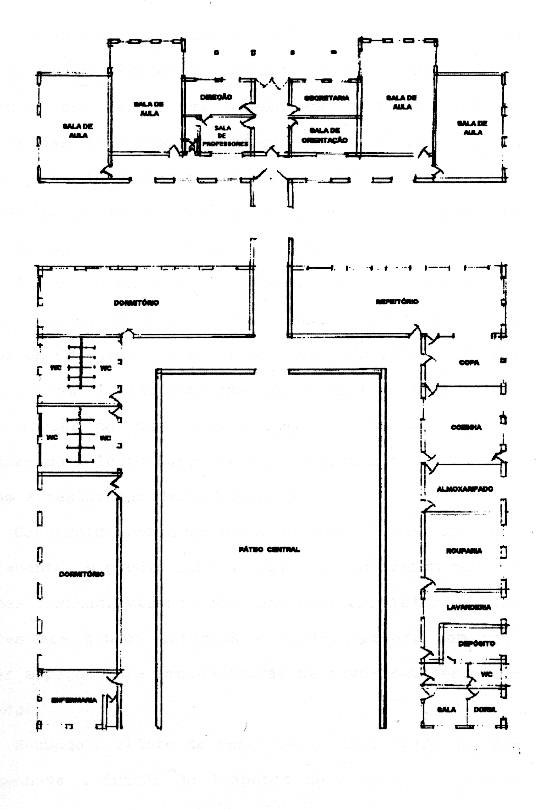 DIREÇÃO
SECRETARIA
SALA DE
AULA
SALA DE
AULA
SALA DE
AULA
SALA
DE
PROFESSORES
SALA DE
ORIENTAÇÃO
SALA DE
AULA
DORMITÓRIO
REFEITÓRIO
WC
WC
COPA
WC
WC
COZINHA
ALMOXARIFADO
PÁTEO CENTRAL
ROUPARIA
DORMITÓRIO
LAVANDERIA
DEPÓSITO
WC
ENFERMARIA
SALA
DORM.